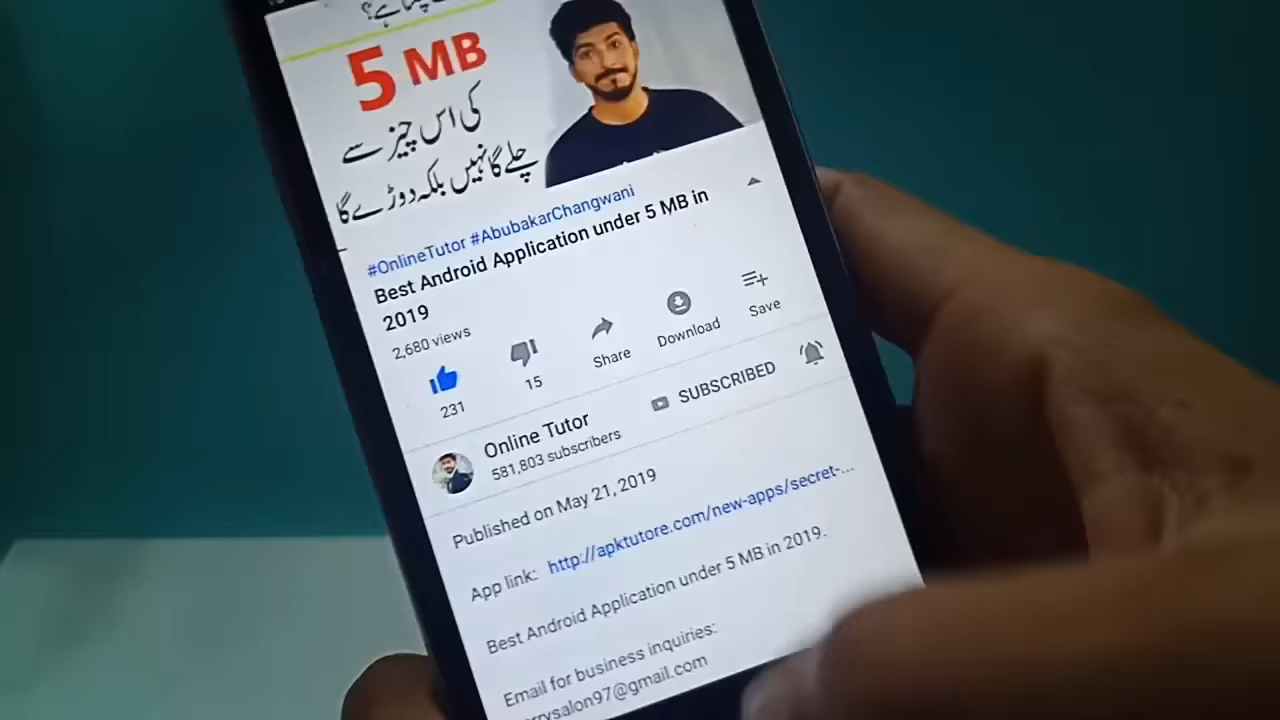 ہے؟
5 MB
کی اس چیز سے
چلے گا نہیں بلکہ دوڑے گا
#OnlineTutor #AbubakarChangwani
Best Android Application under 5 MB in
2019
2,680 views
231
15
Share
Download
Save
Online Tutor
581,803 subscribers
SUBSCRIBED
Published on May 21, 2019
App link: http://apktutore.com/new-apps/secret-...
Best Android Application under 5 MB in 2019.
Email for business inquiries: